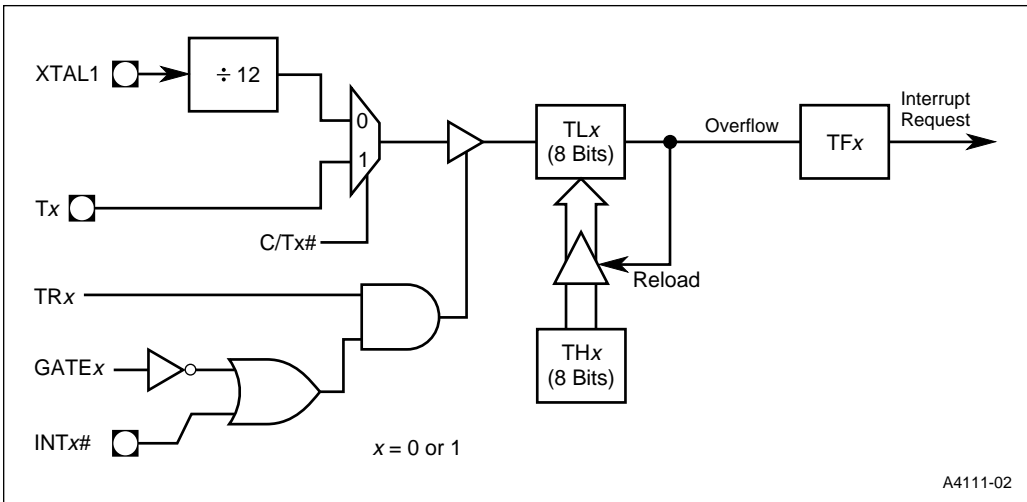 XTAL1
÷ 12
0
1
Tx
C/Tx#
TRx
GATEx
INTx#
x = 0 or 1
TLx
(8 Bits)
Overflow
TFx
Interrupt
Request
Reload
THx
(8 Bits)
A4111-02